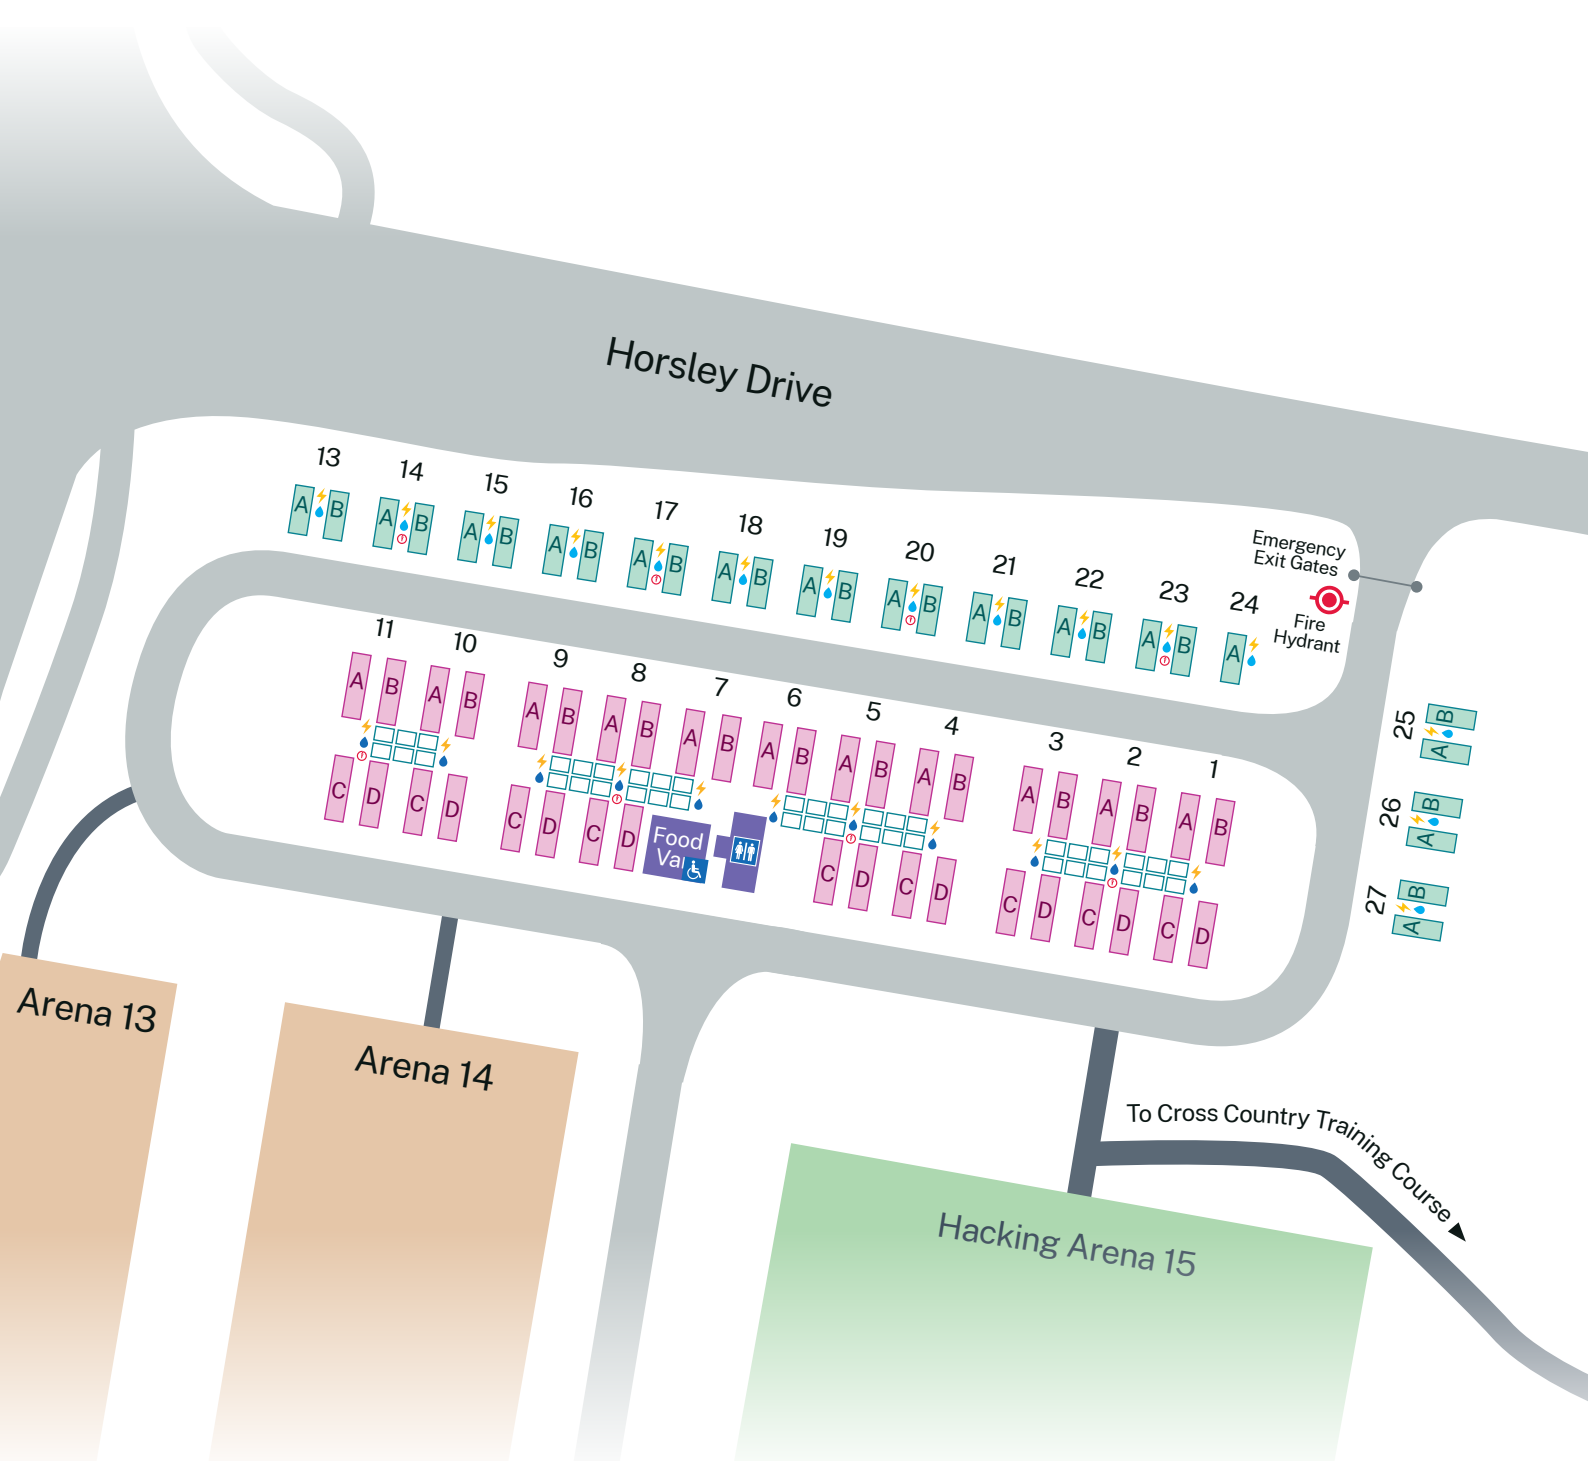 Horsley Drive
13
14
15
16
17
18
19
20
21
22
23
24
A B
A B
A B
A B
A B
A B
A B
A B
A B
A B
A B
A
Emergency
Exit Gates
Fire
Hydrant
11
10
9
8
7
6
5
4
3
2
1
A B A B
A B A B A B
A B A B A B
A B A B A B
C D C D
C D C D
C D C D
C D C D C D
Food
Va
25
B
A
26
B
A
27
B
A
Arena 13
Arena 14
Hacking Arena 15
To Cross Country Training Course